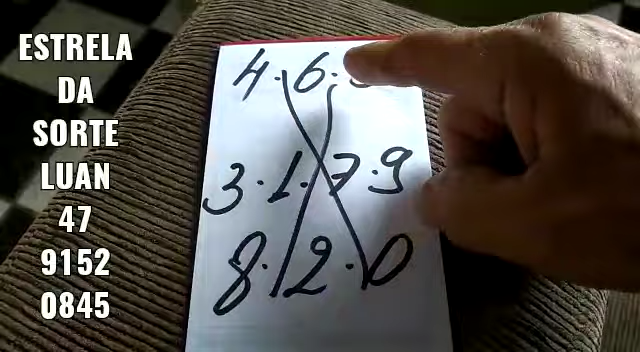 ESTRELA
DA
SORTE
LUAN
47
9152
0845
4.6.
3.1.7.9
8.2.0